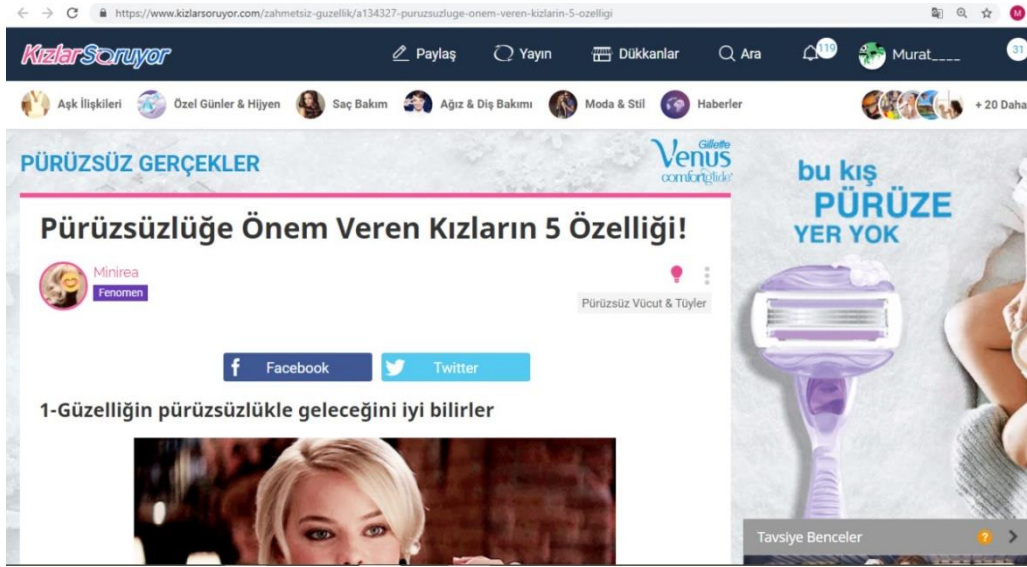 https://www.kizlarsoruyor.com/zahmetsiz-guzellik/a134327-puruzsuzluge-onem-veren-kizlarin-5-ozelligi
M
KızlarSoruyor
Paylaş Yayın Dükkanlar Ara 119 Murat____ 31
Aşk İlişkileri Özel Günler & Hijyen Saç Bakım Ağız & Diş Bakımı Moda & Stil Haberler + 20 Daha
PÜRÜZSÜZ GERÇEKLER
Gillette
Venus
comfortglide
bu kış
PÜRÜZE
YER YOK
Pürüzsüzlüğe Önem Veren Kızların 5 Özelliği!
Minirea
Fenomen
Pürüzsüz Vücut & Tüyler
f Facebook
Twitter
1-Güzelliğin pürüzsüzlükle geleceğini iyi bilirler
Tavsiye Benceler ?